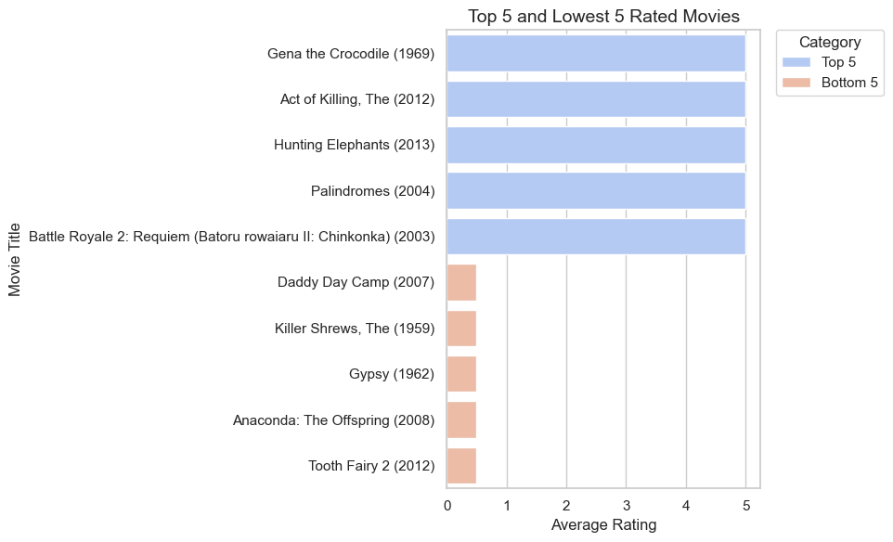 Top 5 and Lowest 5 Rated Movies
Category
Top 5
Bottom 5
Movie Title
Gena the Crocodile (1969)
Act of Killing, The (2012)
Hunting Elephants (2013)
Palindromes (2004)
Battle Royale 2: Requiem (Batoru rowaiaru II: Chinkonka) (2003)
Daddy Day Camp (2007)
Killer Shrews, The (1959)
Gypsy (1962)
Anaconda: The Offspring (2008)
Tooth Fairy 2 (2012)
0 1 2 3 4 5
Average Rating